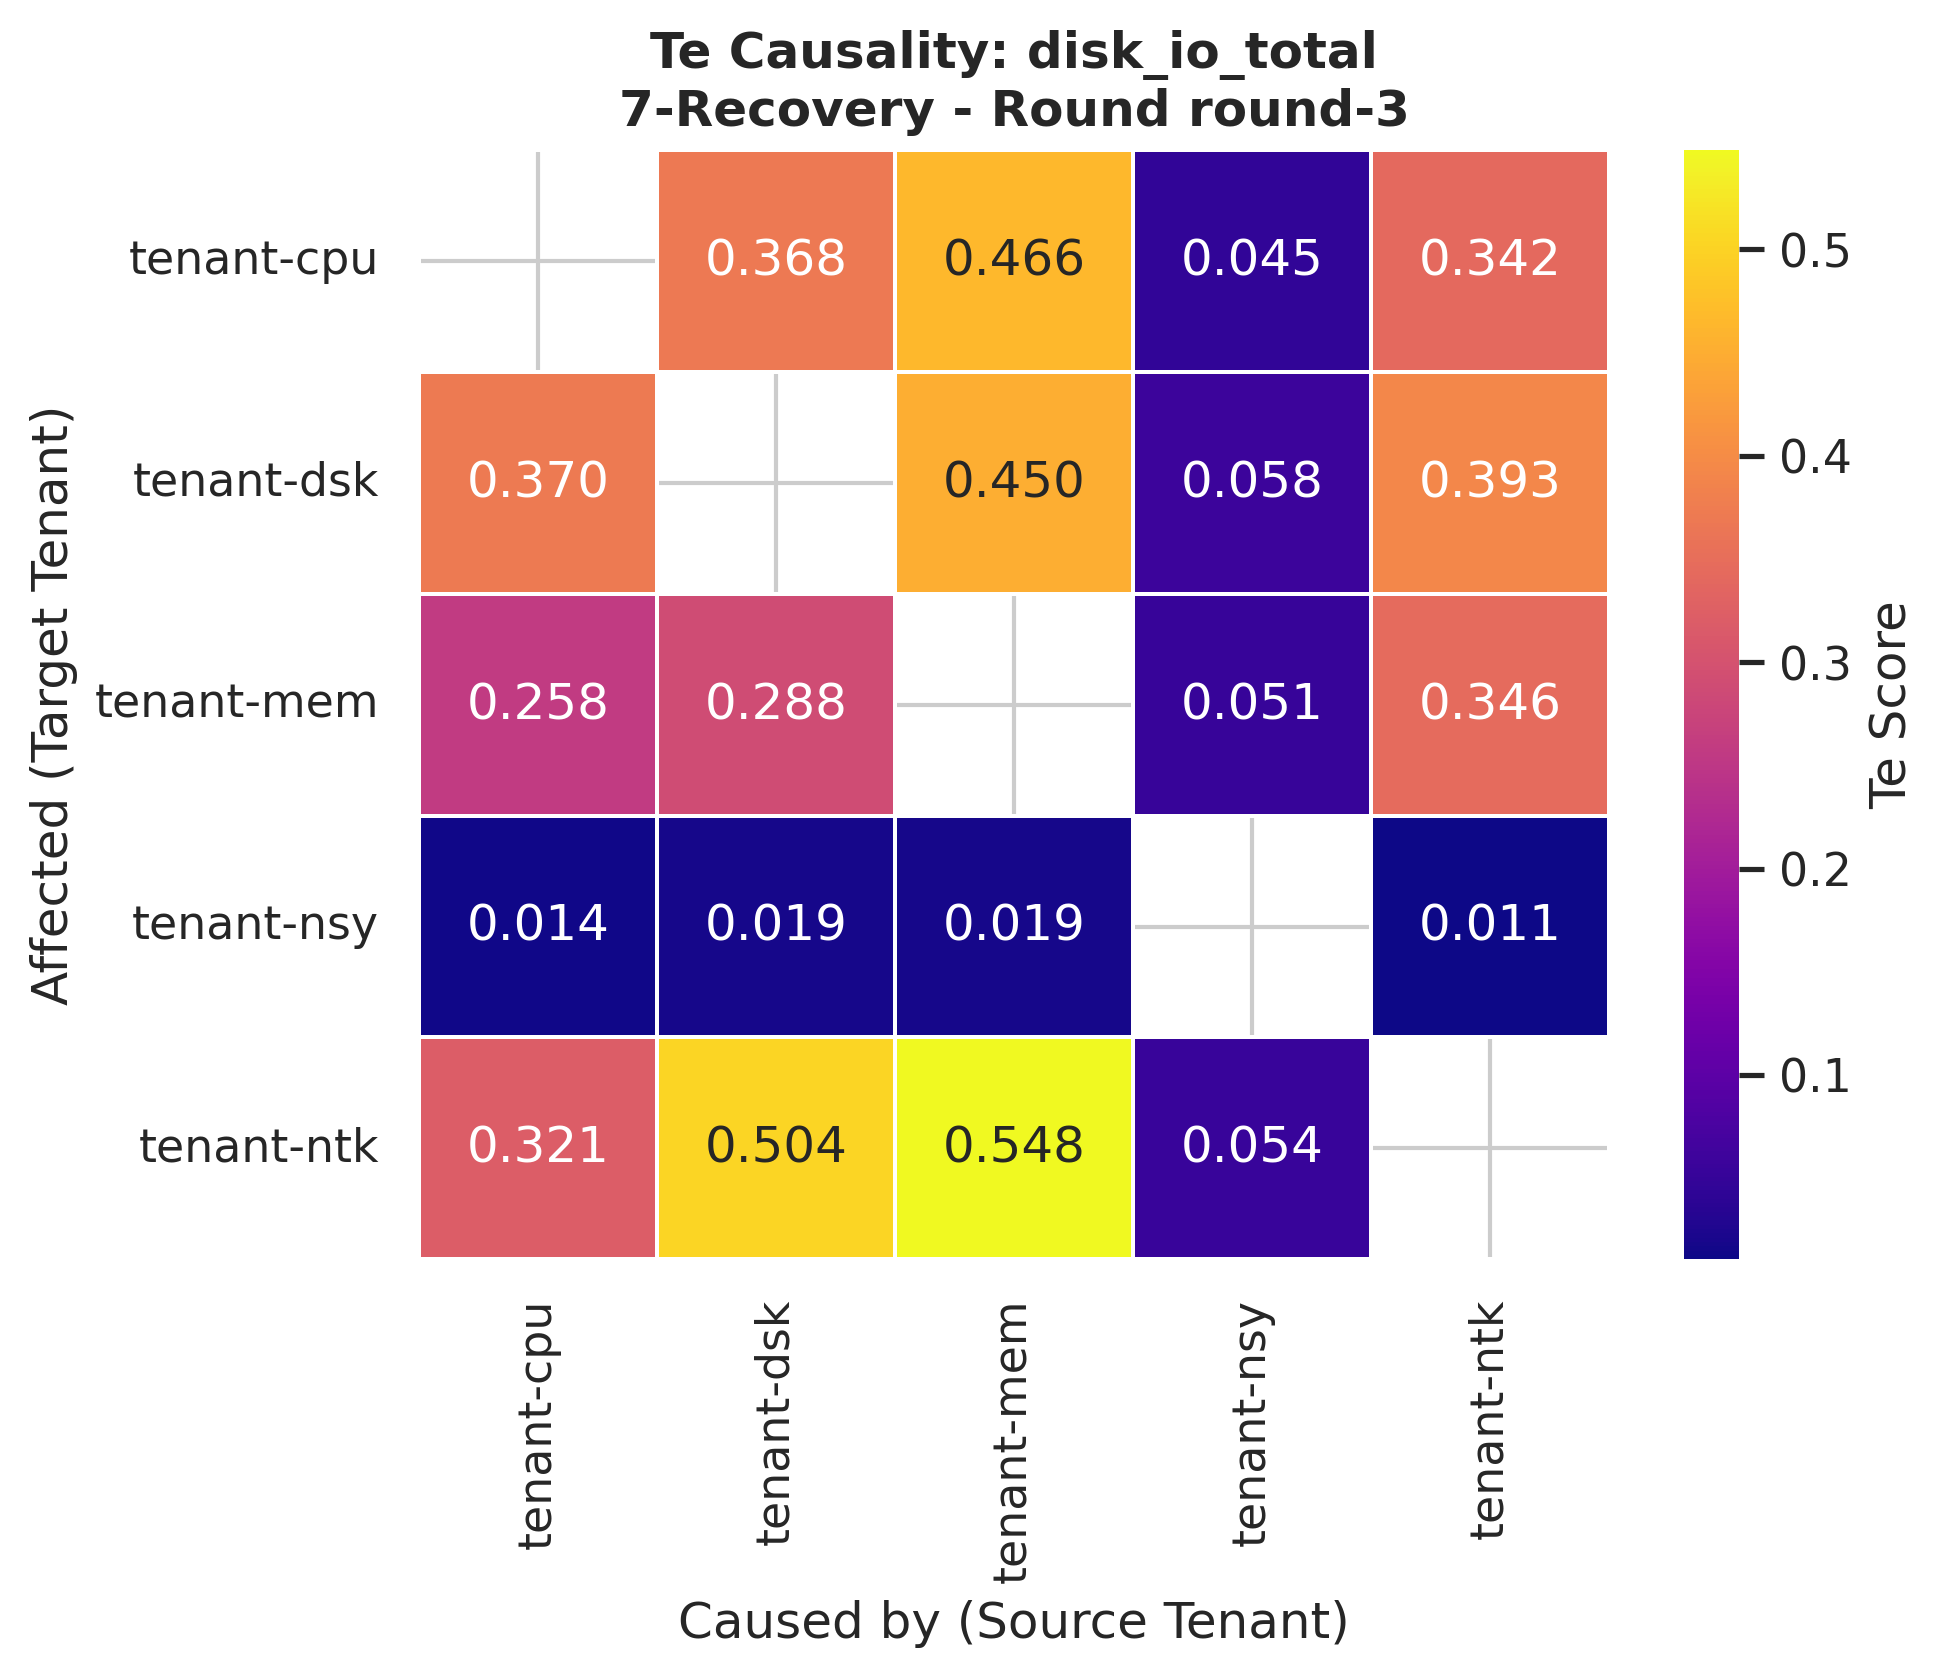 Te Causality: disk_io_total
7-Recovery - Round round-3
tenant-cpu
0.368 0.466 0.045 0.342
tenant-dsk
0.370 0.450 0.058 0.393
tenant-mem
0.258 0.288 0.051 0.346
tenant-nsy
0.014 0.019 0.019 0.011
tenant-ntk
0.321 0.504 0.548 0.054
Affected (Target Tenant)
tenant-cpu
tenant-dsk
tenant-mem
tenant-nsy
tenant-ntk
Caused by (Source Tenant)
0.5
0.4
0.3
0.2
0.1
Te Score